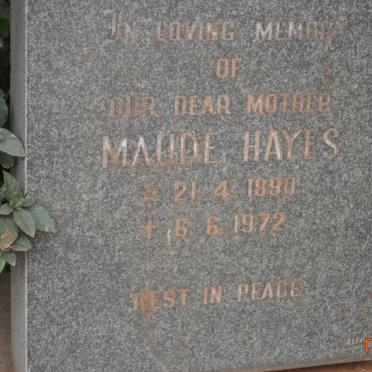 IN LOVING MEMORY
OF
OUR DEAR MOTHER
MAUDE HAYES
☆ 21 4 1890
† 6 6 1972
REST IN PEACE